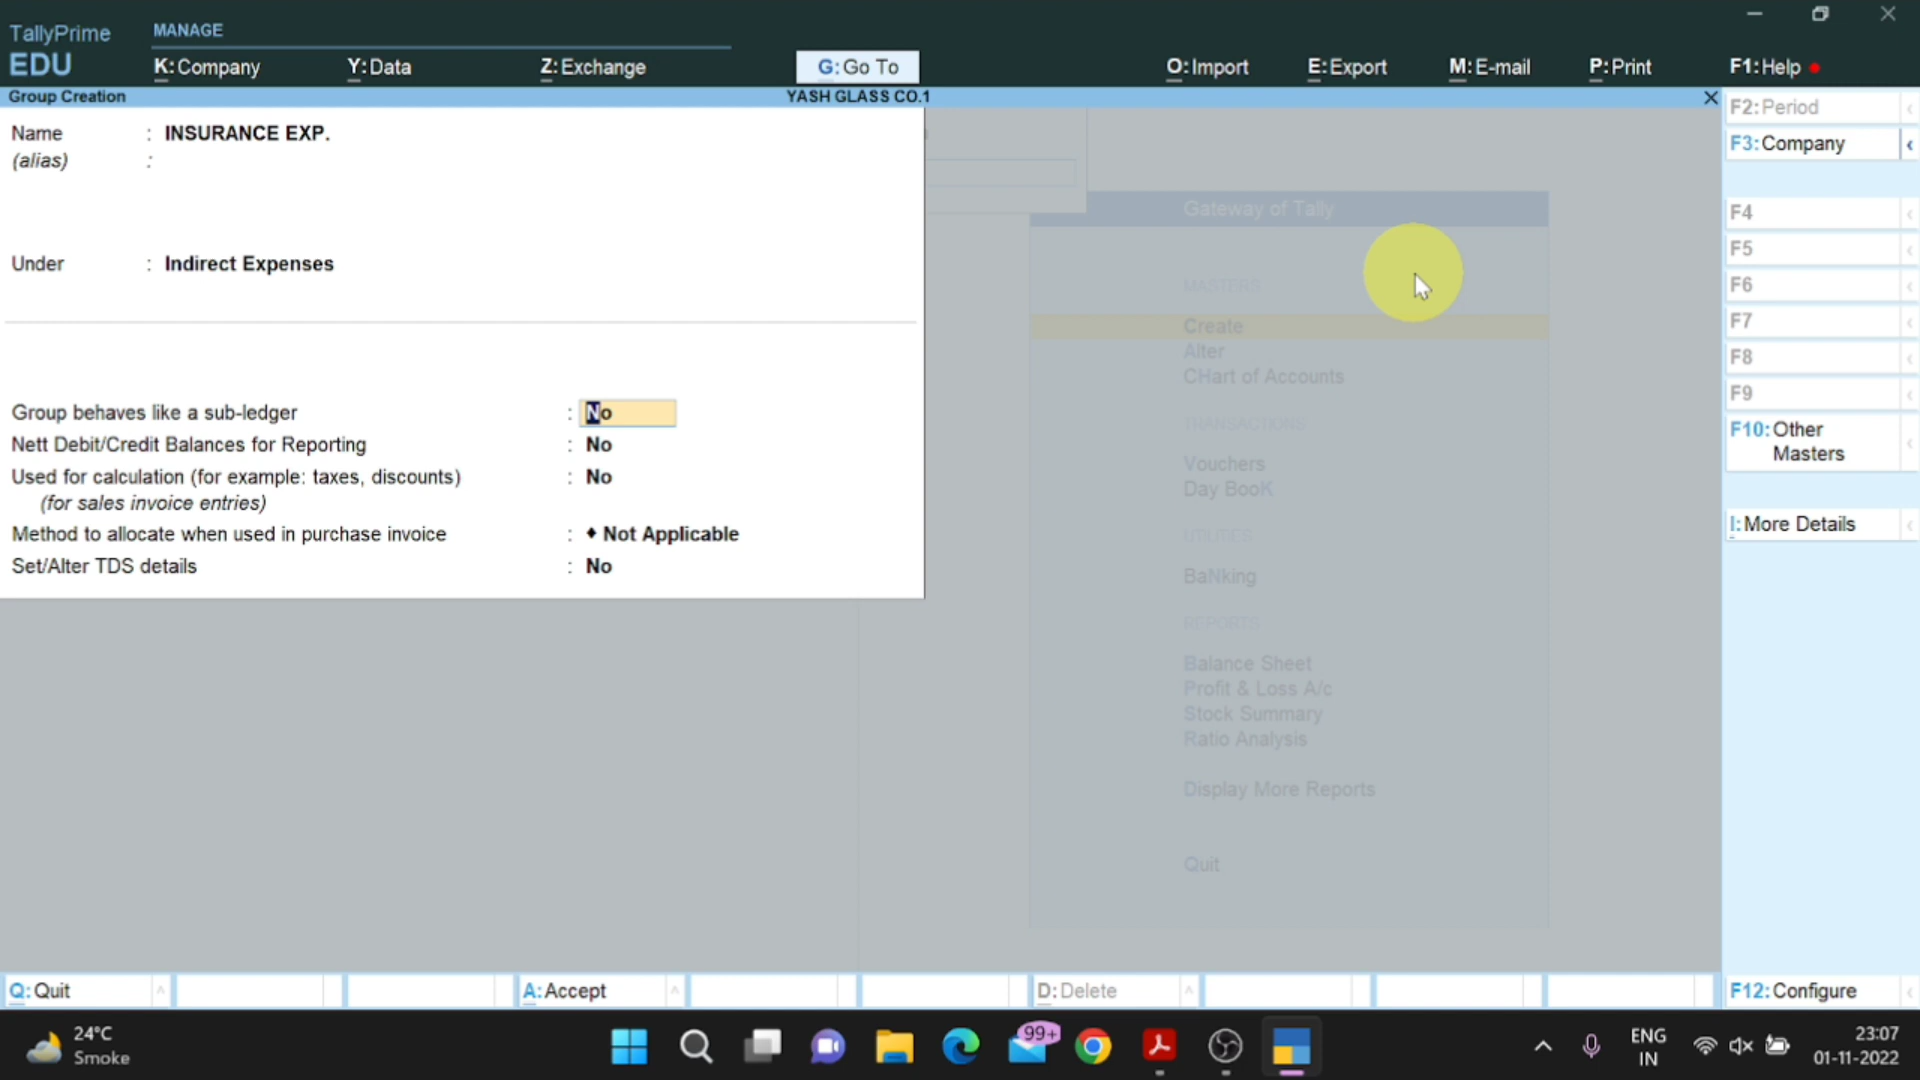 TallyPrime
EDU
MANAGE
K:Company
Y:Data
Z:Exchange
G:Go To
O:Import
E:Export
M:E-mail
P:Print
F1:Help
Group Creation
YASH GLASS CO.1
Name : INSURANCE EXP.
(alias) :
Under : Indirect Expenses
Group behaves like a sub-ledger : No
Nett Debit/Credit Balances for Reporting : No
Used for calculation (for example: taxes, discounts) : No
(for sales invoice entries)
Method to allocate when used in purchase invoice : ♦ Not Applicable
Set/Alter TDS details : No
Gateway of Tally
MASTERS
Create
Alter
CHart of Accounts
TRANSACTIONS
Vouchers
Day BooK
UTILITIES
BaNking
REPORTS
Balance Sheet
Profit & Loss A/c
Stock Summary
Ratio Analysis
Display More Reports
Quit
F2:Period
F3:Company
F4
F5
F6
F7
F8
F9
F10:Other
Masters
I:More Details
F12:Configure
Q:Quit
A:Accept
D:Delete
24°C
Smoke
99+
ENG
IN
23:07
01-11-2022